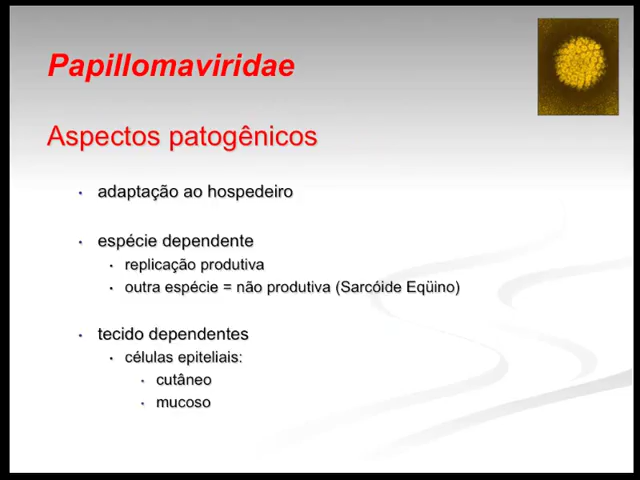 Papillomaviridae
Aspectos patogênicos
• adaptação ao hospedeiro
• espécie dependente
• replicação produtiva
• outra espécie = não produtiva (Sarcóide Eqüino)
• tecido dependentes
• células epiteliais:
• cutâneo
• mucoso